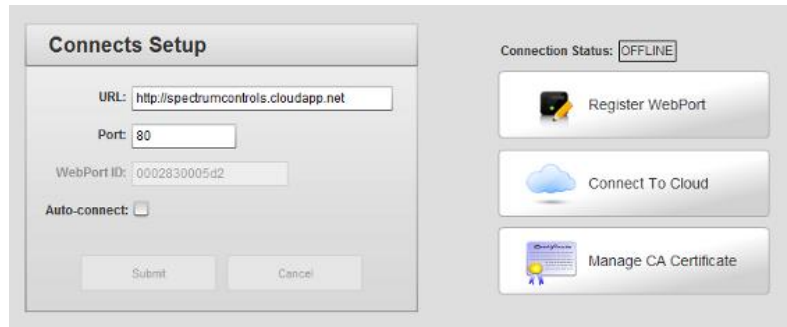 Connects Setup
URL: http://spectrumcontrols.cloudapp.net
Port: 80
WebPort ID: 0002830005d2
Auto-connect:
Submit Cancel
Connection Status: OFFLINE
Register WebPort
Connect To Cloud
Manage CA Certificate